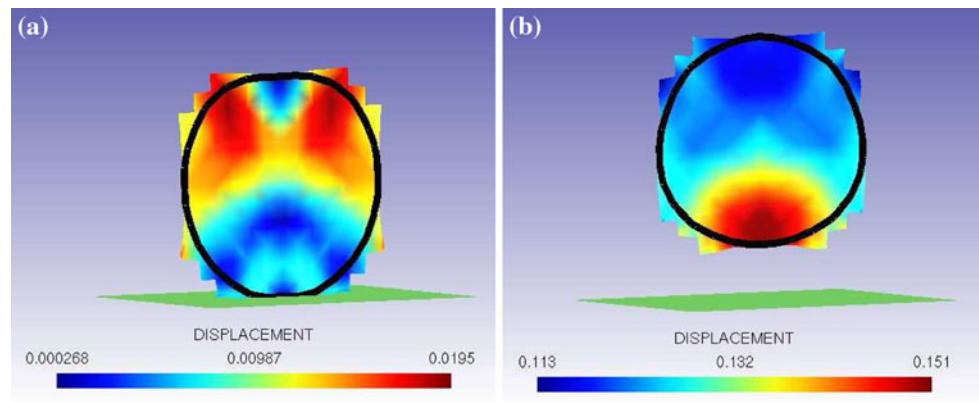 (a)
DISPLACEMENT
0.000268 0.00987 0.0195
(b)
DISPLACEMENT
0.113 0.132 0.151